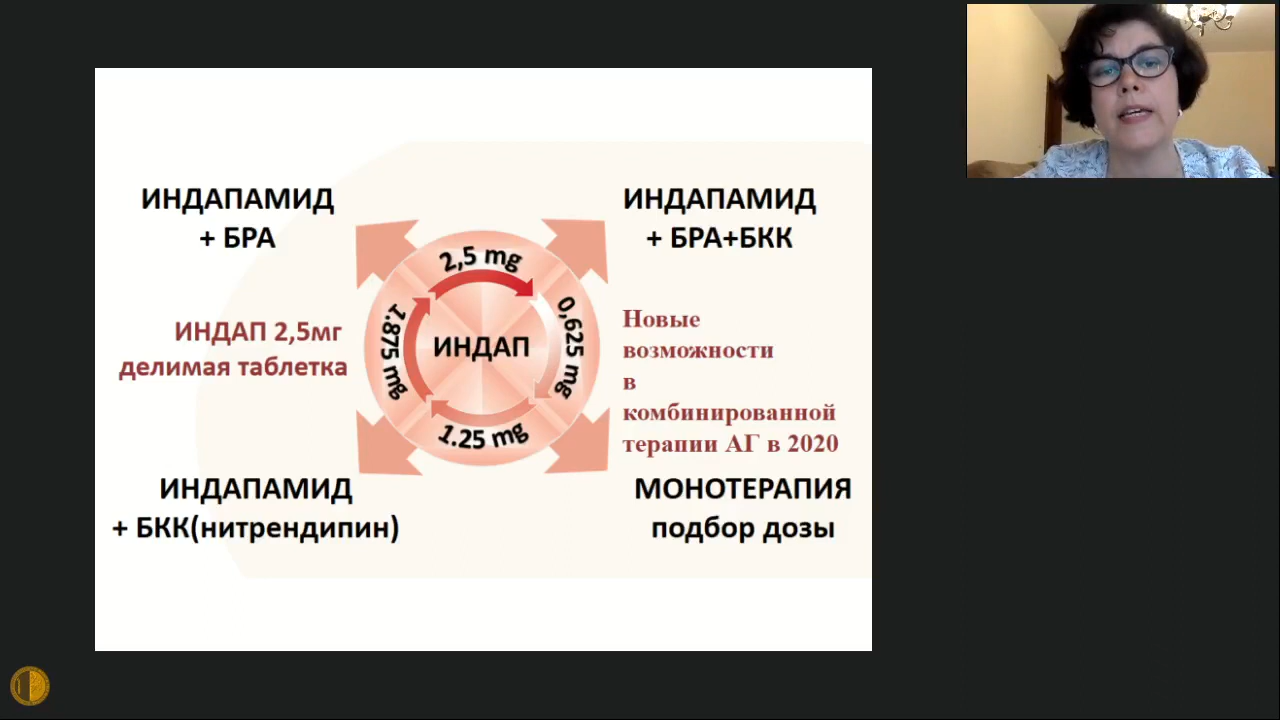 ИНДАПАМИД
+ БРА
ИНДАПАМИД
+ БРА+БКК
2,5 mg
0,625 mg
1.25 mg
1.875 mg
ИНДАП
ИНДАП 2,5мг
делимая таблетка
Новые
возможности
в
комбинированной
терапии АГ в 2020
ИНДАПАМИД
+ БКК(нитрендипин)
МОНОТЕРАПИЯ
подбор дозы